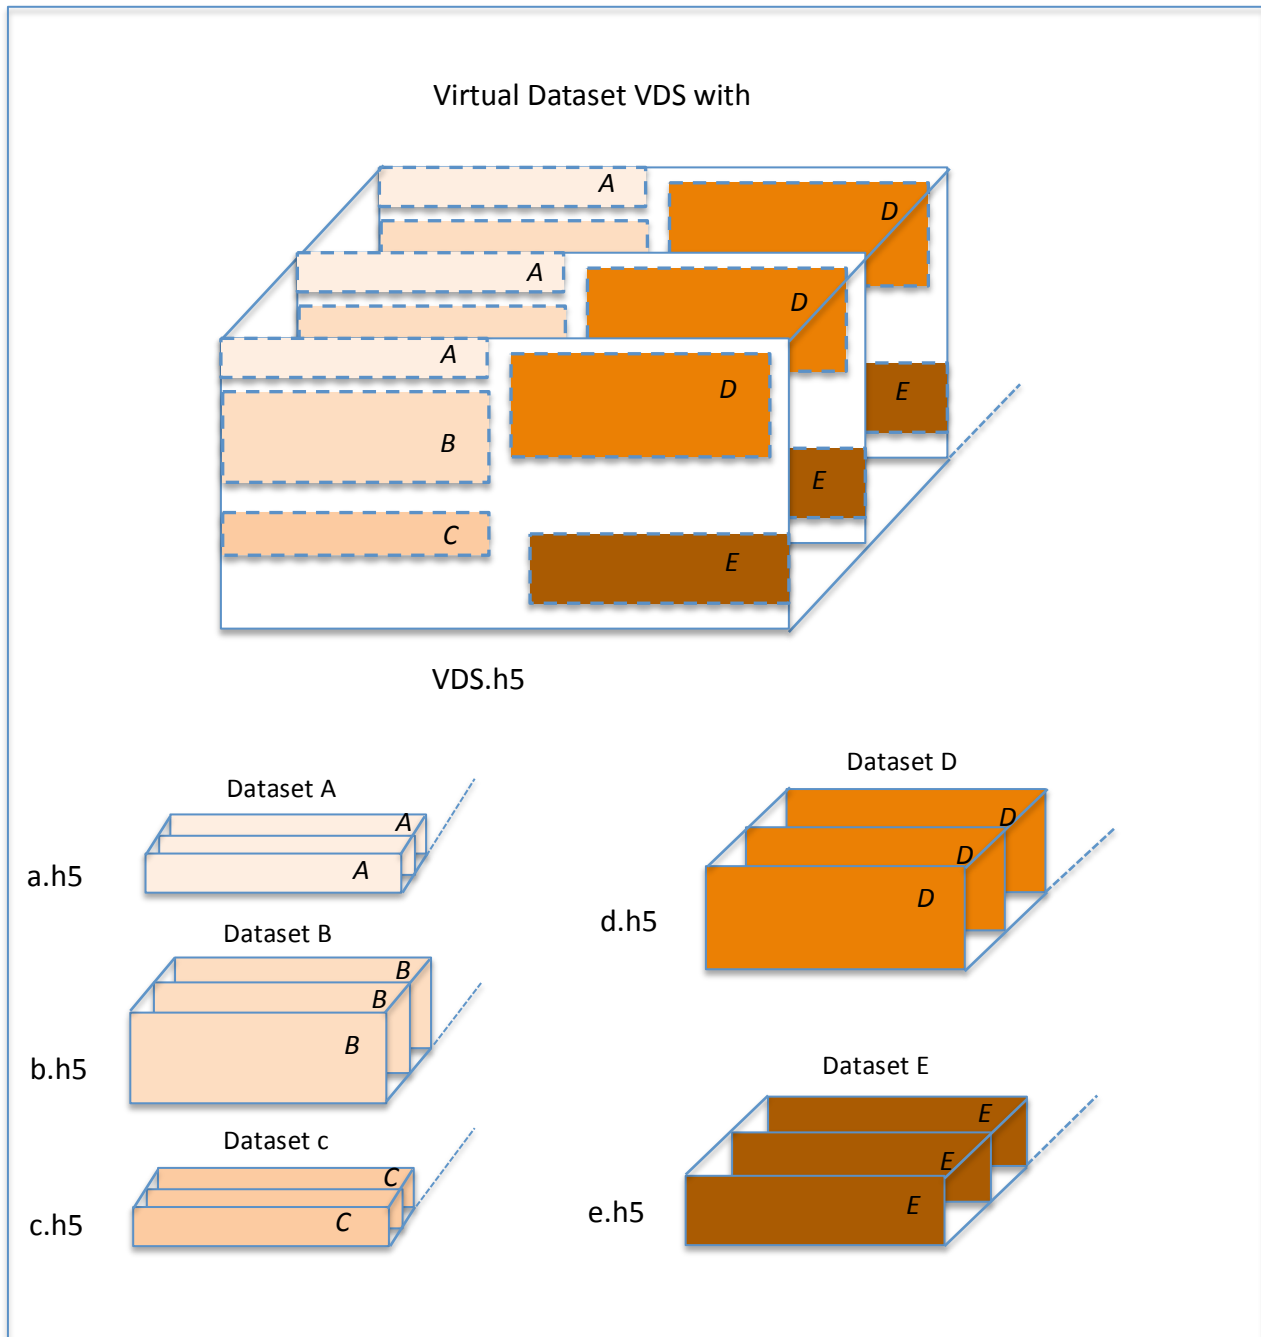 Virtual Dataset VDS with
A
D
A
D
A
D
B
E
E
C
E
VDS.h5
Dataset A
A
A
a.h5
Dataset B
B
B
B
b.h5
Dataset c
C
C
c.h5
Dataset D
D
D
D
d.h5
Dataset E
E
E
E
e.h5